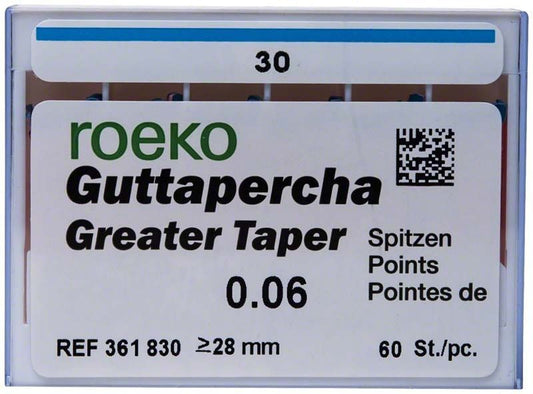 30
roeko
Guttapercha
Greater Taper Spitzen
Points
0.06 Pointes de
REF 361 830 ≥28 mm 60 St./pc.